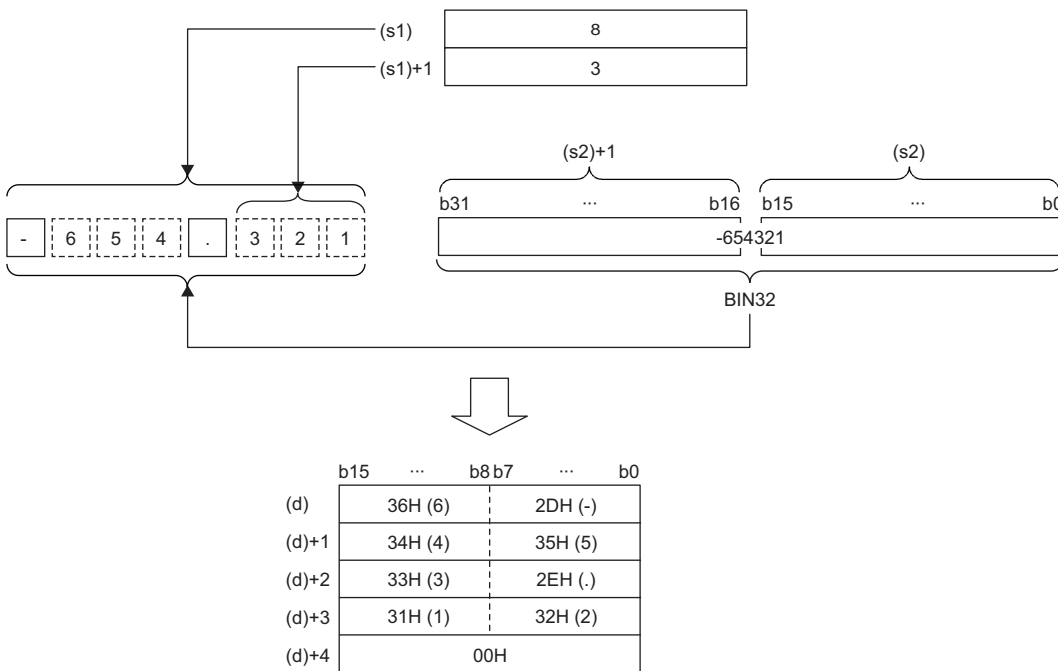 (s1) 8
(s1)+1 3
(s2)+1 (s2)
b31 ... b16 b15 ... b0
- 6 5 4 . 3 2 1
-654321
BIN32
b15 ... b8 b7 ... b0
(d) 36H (6) 2DH (-)
(d)+1 34H (4) 35H (5)
(d)+2 33H (3) 2EH (.)
(d)+3 31H (1) 32H (2)
(d)+4 00H